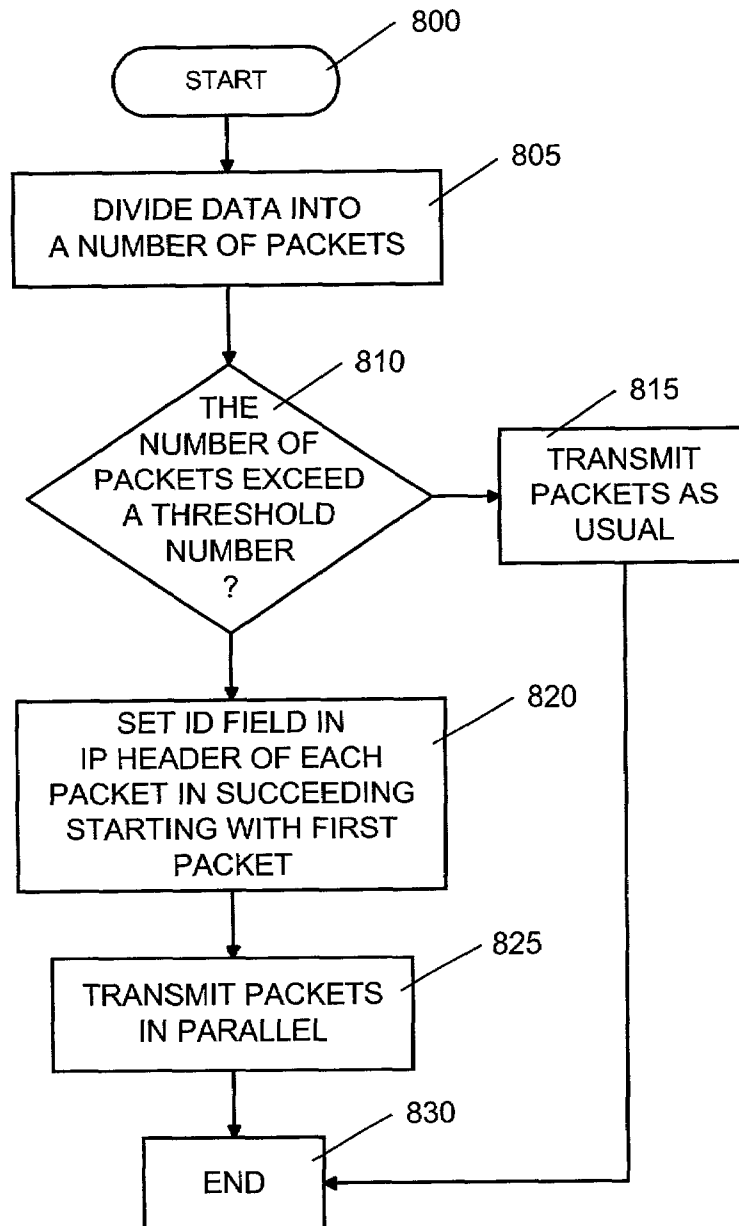 800
START
805
DIVIDE DATA INTO
A NUMBER OF PACKETS
810
THE
NUMBER OF
PACKETS EXCEED
A THRESHOLD
NUMBER
?
815
TRANSMIT
PACKETS AS
USUAL
820
SET ID FIELD IN
IP HEADER OF EACH
PACKET IN SUCCEEDING
STARTING WITH FIRST
PACKET
825
TRANSMIT PACKETS
IN PARALLEL
830
END